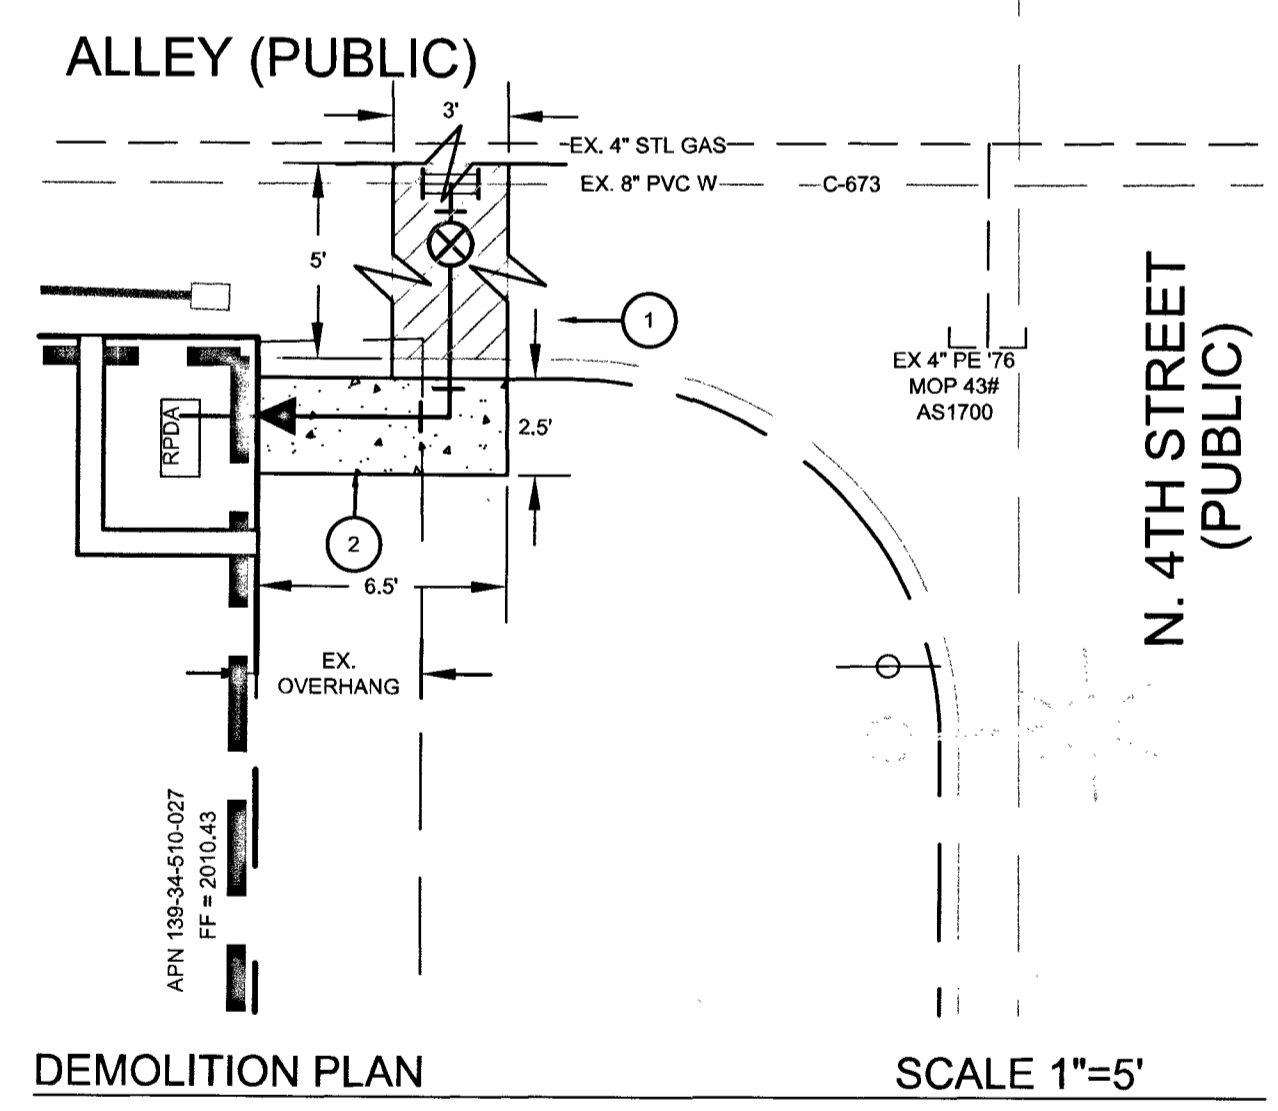 ALLEY (PUBLIC)
3'
EX. 4" STL GAS
EX. 8" PVC W
C-673
5'
1
EX 4" PE '76
MOP 43#
AS1700
N. 4TH STREET
(PUBLIC)
RPDA
2.5'
2
6.5'
EX.
OVERHANG
APN 139-34-510-027
FF = 2010.43
DEMOLITION PLAN
SCALE 1"=5'